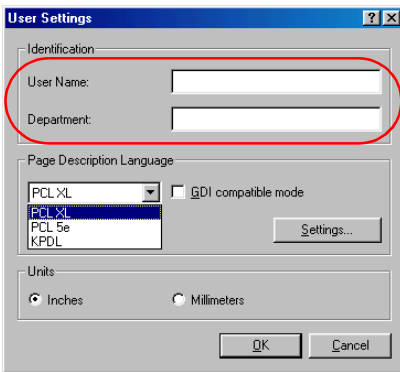 User Settings
Identification
User Name:
Department:
Page Description Language
PCL XL
GDI compatible mode
PCL XL
PCL 5e
KPDL
Settings...
Units
Inches Millimeters
OK Cancel